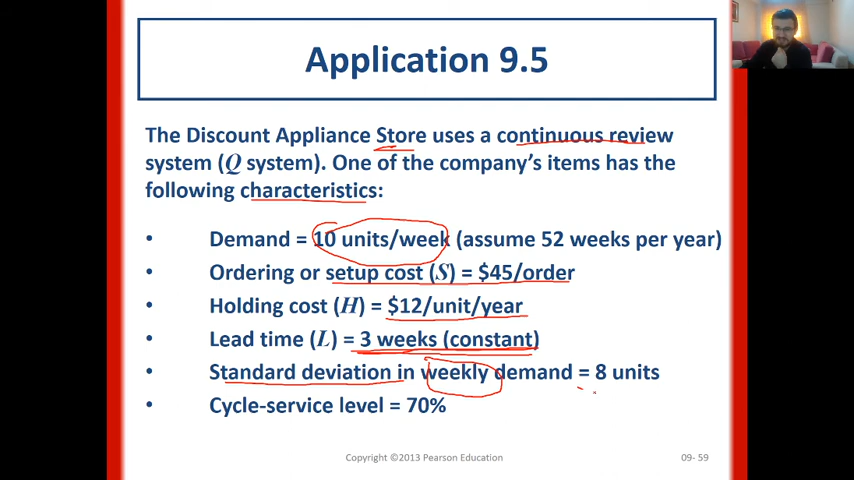 Application 9.5
The Discount Appliance Store uses a continuous review
system (Q system). One of the company's items has the
following characteristics:
• Demand = 10 units/week (assume 52 weeks per year)
• Ordering or setup cost (S) = $45/order
• Holding cost (H) = $12/unit/year
• Lead time (L) = 3 weeks (constant)
• Standard deviation in weekly demand = 8 units
• Cycle-service level = 70%
Copyright ©2013 Pearson Education
09- 59